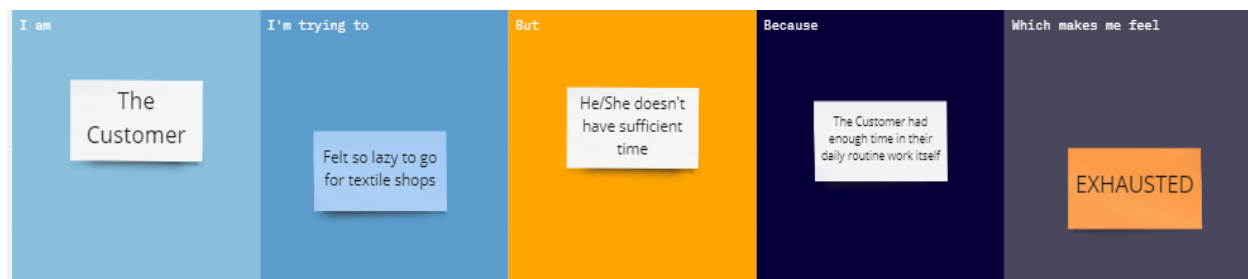 I am
The
Customer
I'm trying to
Felt so lazy to go
for textile shops
But
He/She doesn't
have sufficient
time
Because
The Customer had
enough time in their
daily routine work itself
Which makes me feel
EXHAUSTED